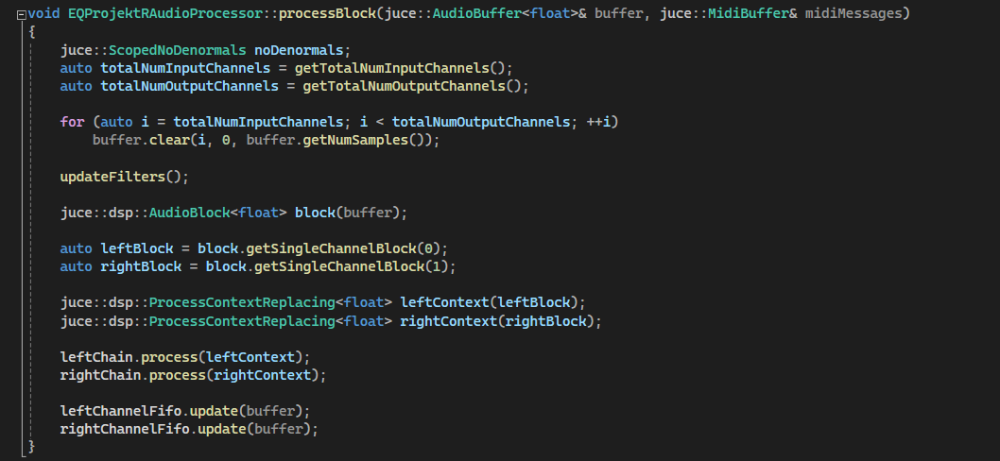 void EQProjektRAudioProcessor::processBlock(juce::AudioBuffer<float>& buffer, juce::MidiBuffer& midiMessages)
{
    juce::ScopedNoDenormals noDenormals;
    auto totalNumInputChannels = getTotalNumInputChannels();
    auto totalNumOutputChannels = getTotalNumOutputChannels();

    for (auto i = totalNumInputChannels; i < totalNumOutputChannels; ++i)
        buffer.clear(i, 0, buffer.getNumSamples());

    updateFilters();

    juce::dsp::AudioBlock<float> block(buffer);

    auto leftBlock = block.getSingleChannelBlock(0);
    auto rightBlock = block.getSingleChannelBlock(1);

    juce::dsp::ProcessContextReplacing<float> leftContext(leftBlock);
    juce::dsp::ProcessContextReplacing<float> rightContext(rightBlock);

    leftChain.process(leftContext);
    rightChain.process(rightContext);

    leftChannelFifo.update(buffer);
    rightChannelFifo.update(buffer);
}